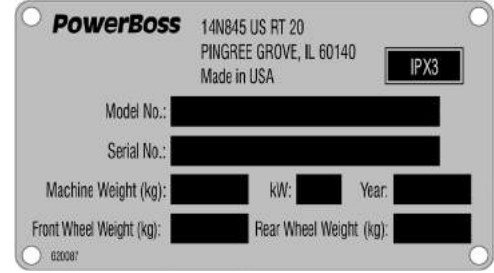 PowerBoss
14N845 US RT 20
PINGREE GROVE, IL 60140
Made in USA
IPX3
Model No.:
Serial No.:
Machine Weight (kg): kW: Year:
Front Wheel Weight (kg): Rear Wheel Weight (kg):
620087